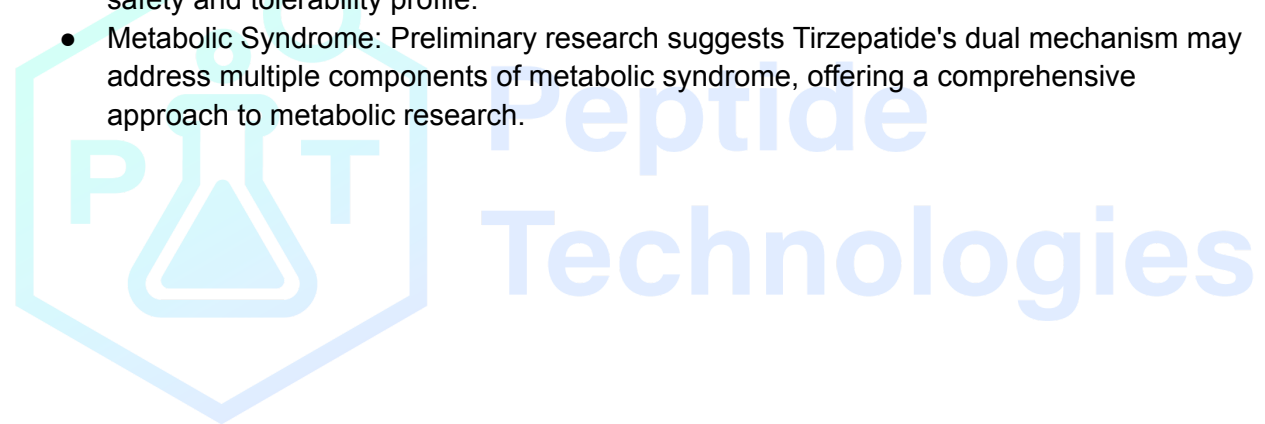 safety and tolerability profile.
● Metabolic Syndrome: Preliminary research suggests Tirzepatide's dual mechanism may
address multiple components of metabolic syndrome, offering a comprehensive
approach to metabolic research.
Peptide
P T
Technologies